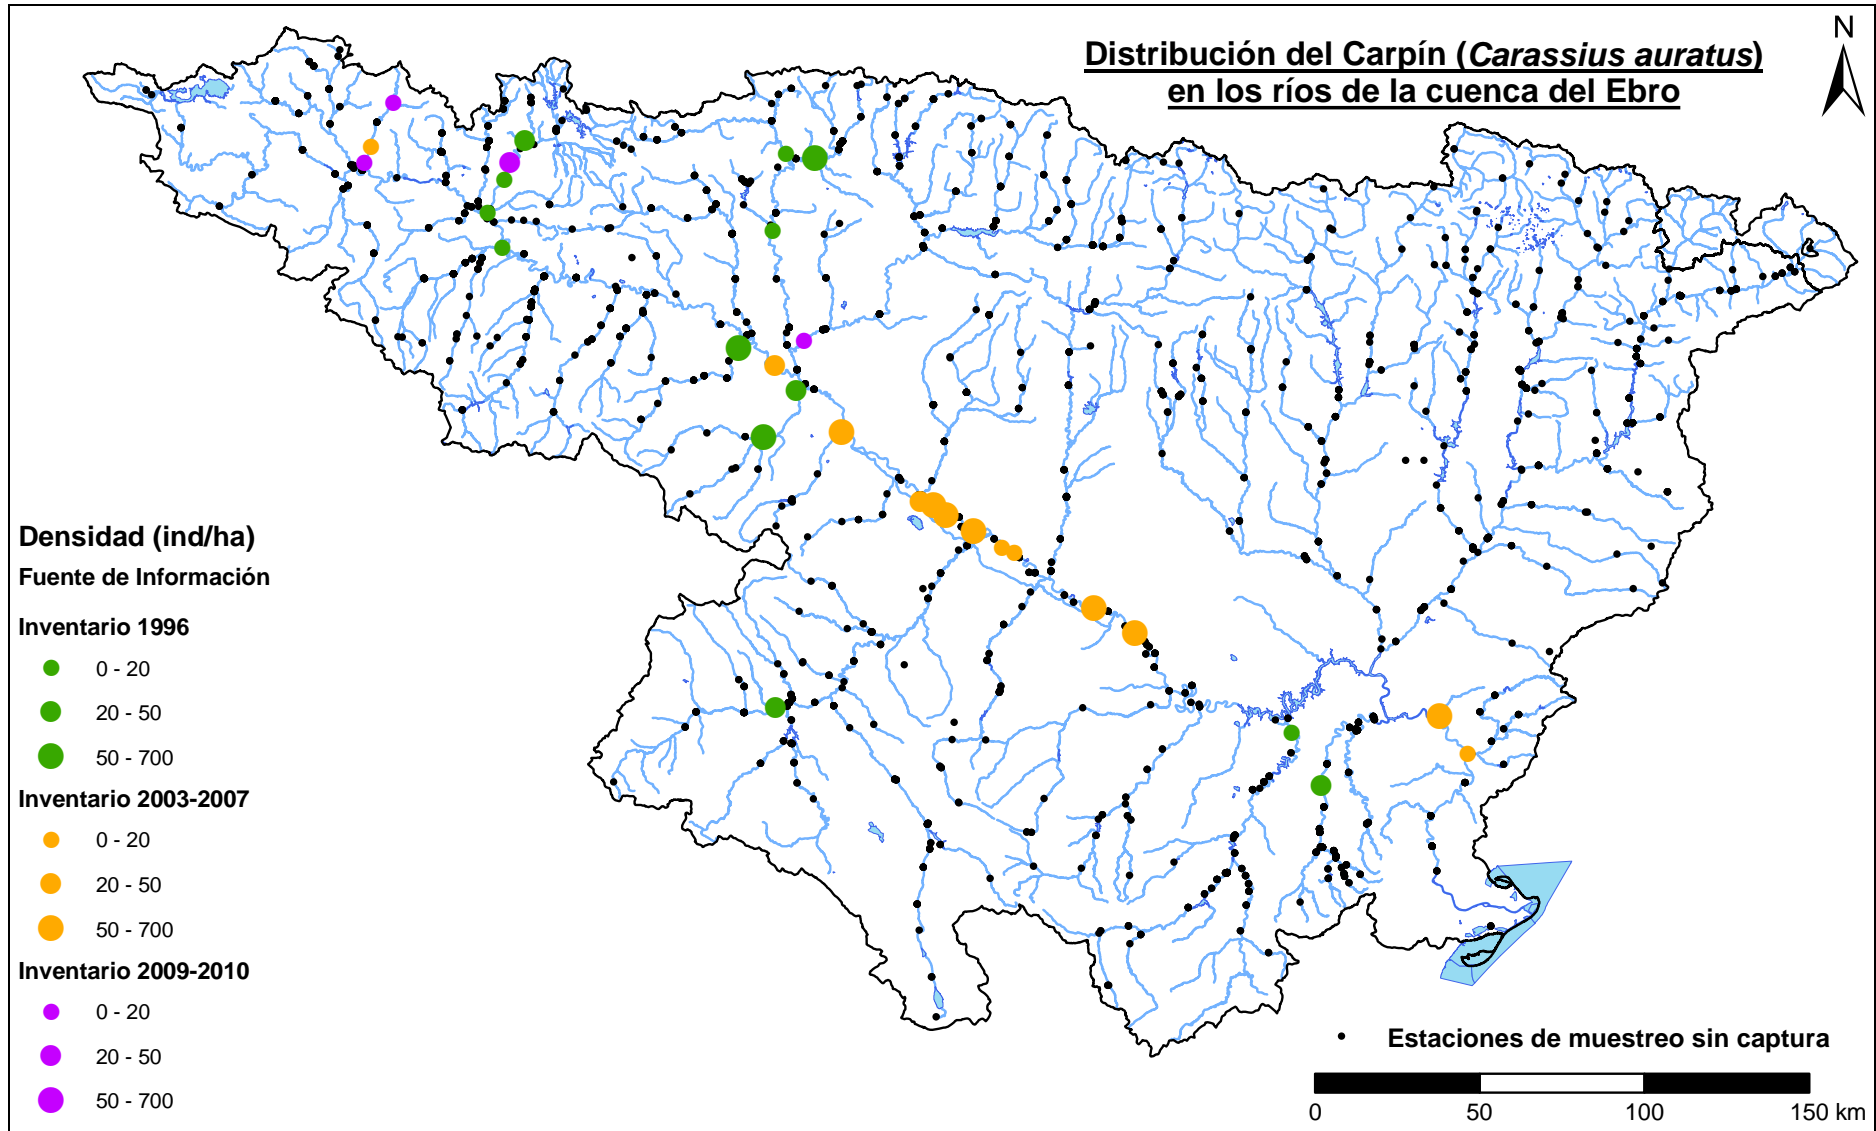 Distribución del Carpín (Carassius auratus)
en los ríos de la cuenca del Ebro
N
Densidad (ind/ha)
Fuente de Información
Inventario 1996
0 - 20
20 - 50
50 - 700
Inventario 2003-2007
0 - 20
20 - 50
50 - 700
Inventario 2009-2010
0 - 20
20 - 50
50 - 700
Estaciones de muestreo sin captura
0 50 100 150 km